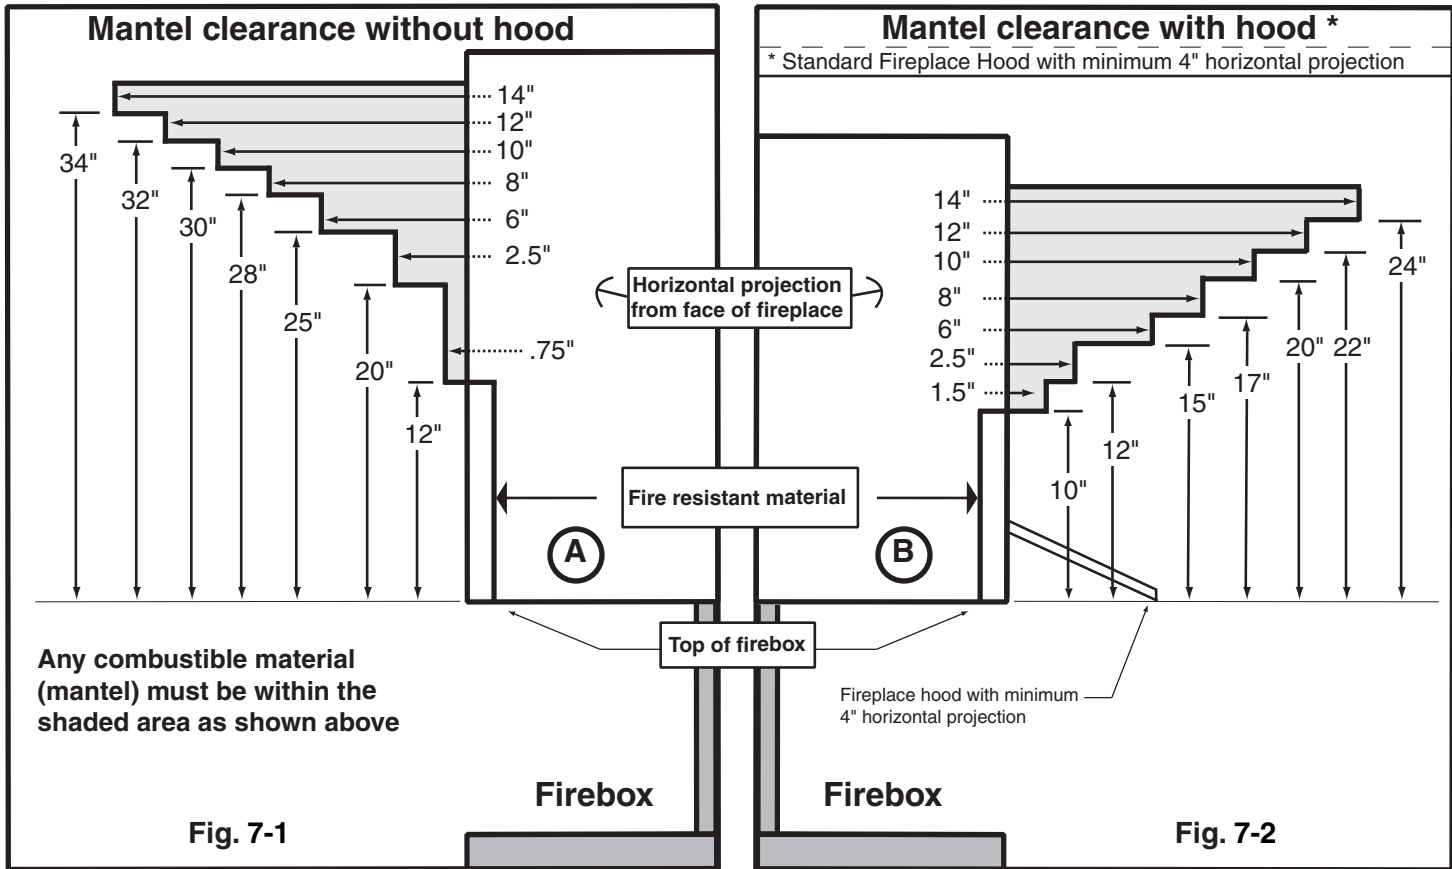 Mantel clearance without hood
14"
12"
10"
8"
6"
2.5"
.75"
34"
32"
30"
28"
25"
20"
12"
Horizontal projection
from face of fireplace
Fire resistant material
A
Top of firebox
Any combustible material
(mantel) must be within the
shaded area as shown above
Firebox
Fig. 7-1
Mantel clearance with hood *
* Standard Fireplace Hood with minimum 4" horizontal projection
14"
12"
10"
8"
6"
2.5"
1.5"
10"
12"
15"
17"
20"
22"
24"
B
Fireplace hood with minimum
4" horizontal projection
Firebox
Fig. 7-2